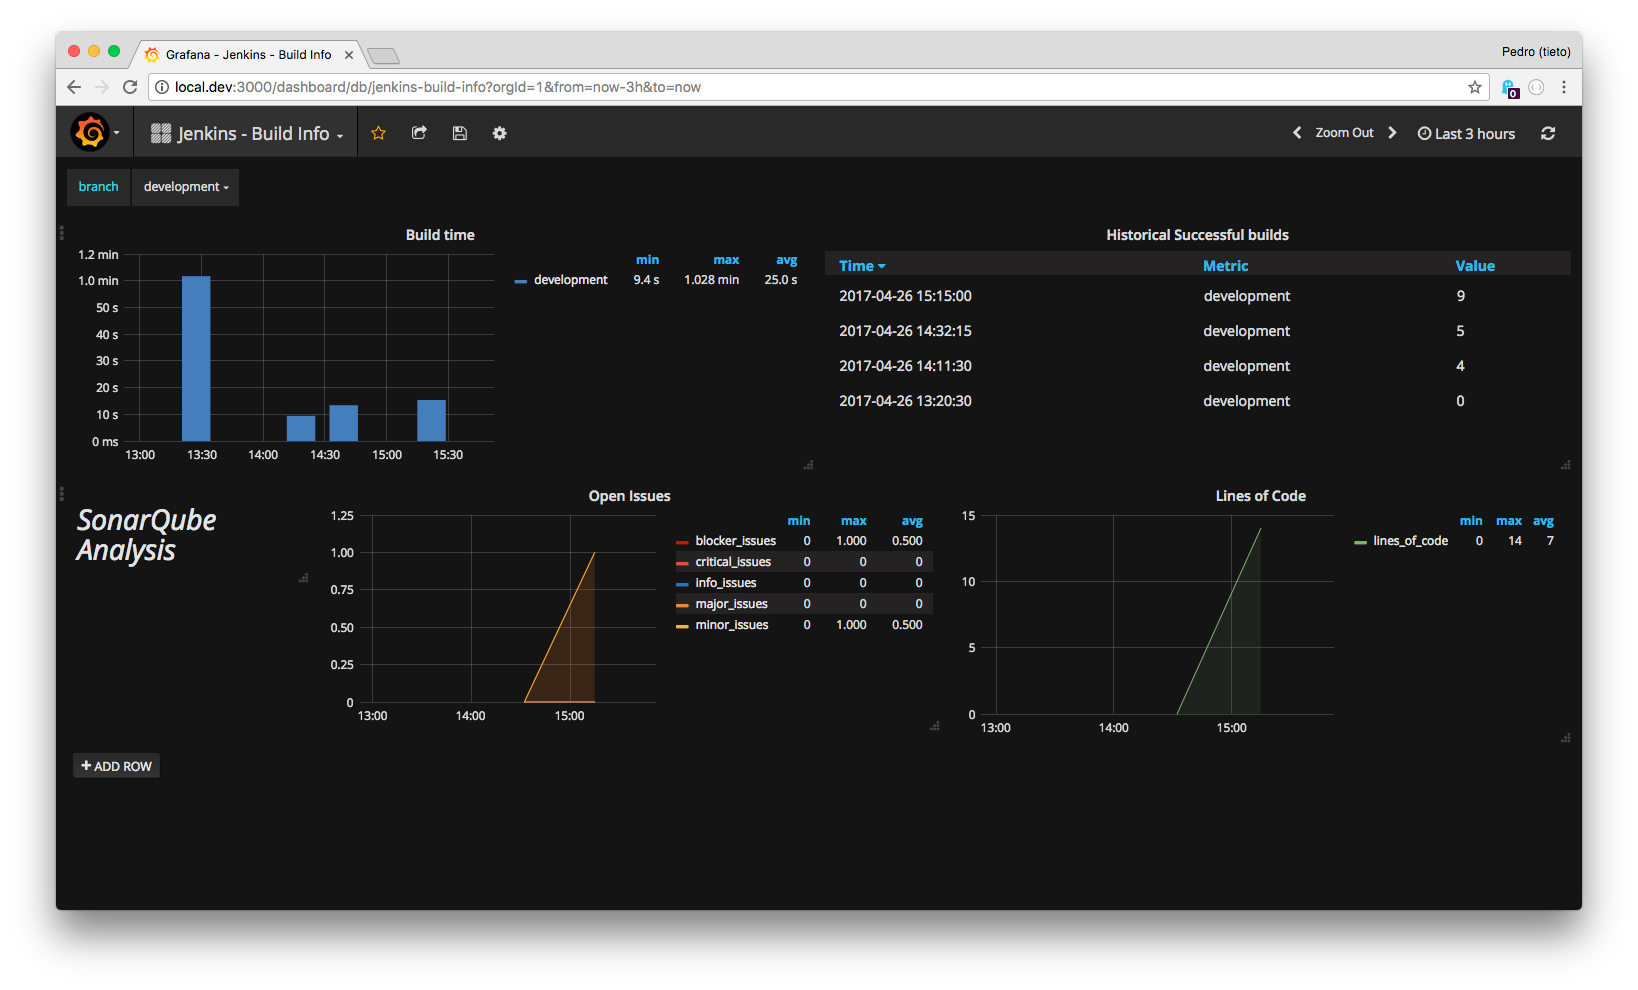 Grafana - Jenkins - Build Info
Pedro (tieto)
local.dev:3000/dashboard/db/jenkins-build-info?orgId=1&from=now-3h&to=now
0
Jenkins - Build Info
Zoom Out
Last 3 hours
branch
development
Build time
1.2 min
1.0 min
50 s
40 s
30 s
20 s
10 s
0 ms
13:00 13:30 14:00 14:30 15:00 15:30
min max avg
development 9.4 s 1.028 min 25.0 s
Historical Successful builds
Time Metric Value
2017-04-26 15:15:00 development 9
2017-04-26 14:32:15 development 5
2017-04-26 14:11:30 development 4
2017-04-26 13:20:30 development 0
SonarQube
Analysis
Open Issues
1.25
1.00
0.75
0.50
0.25
0
13:00 14:00 15:00
min max avg
blocker_issues 0 1.000 0.500
critical_issues 0 0 0
info_issues 0 0 0
major_issues 0 0 0
minor_issues 0 1.000 0.500
Lines of Code
15
10
5
0
13:00 14:00 15:00
min max avg
lines_of_code 0 14 7
+ ADD ROW